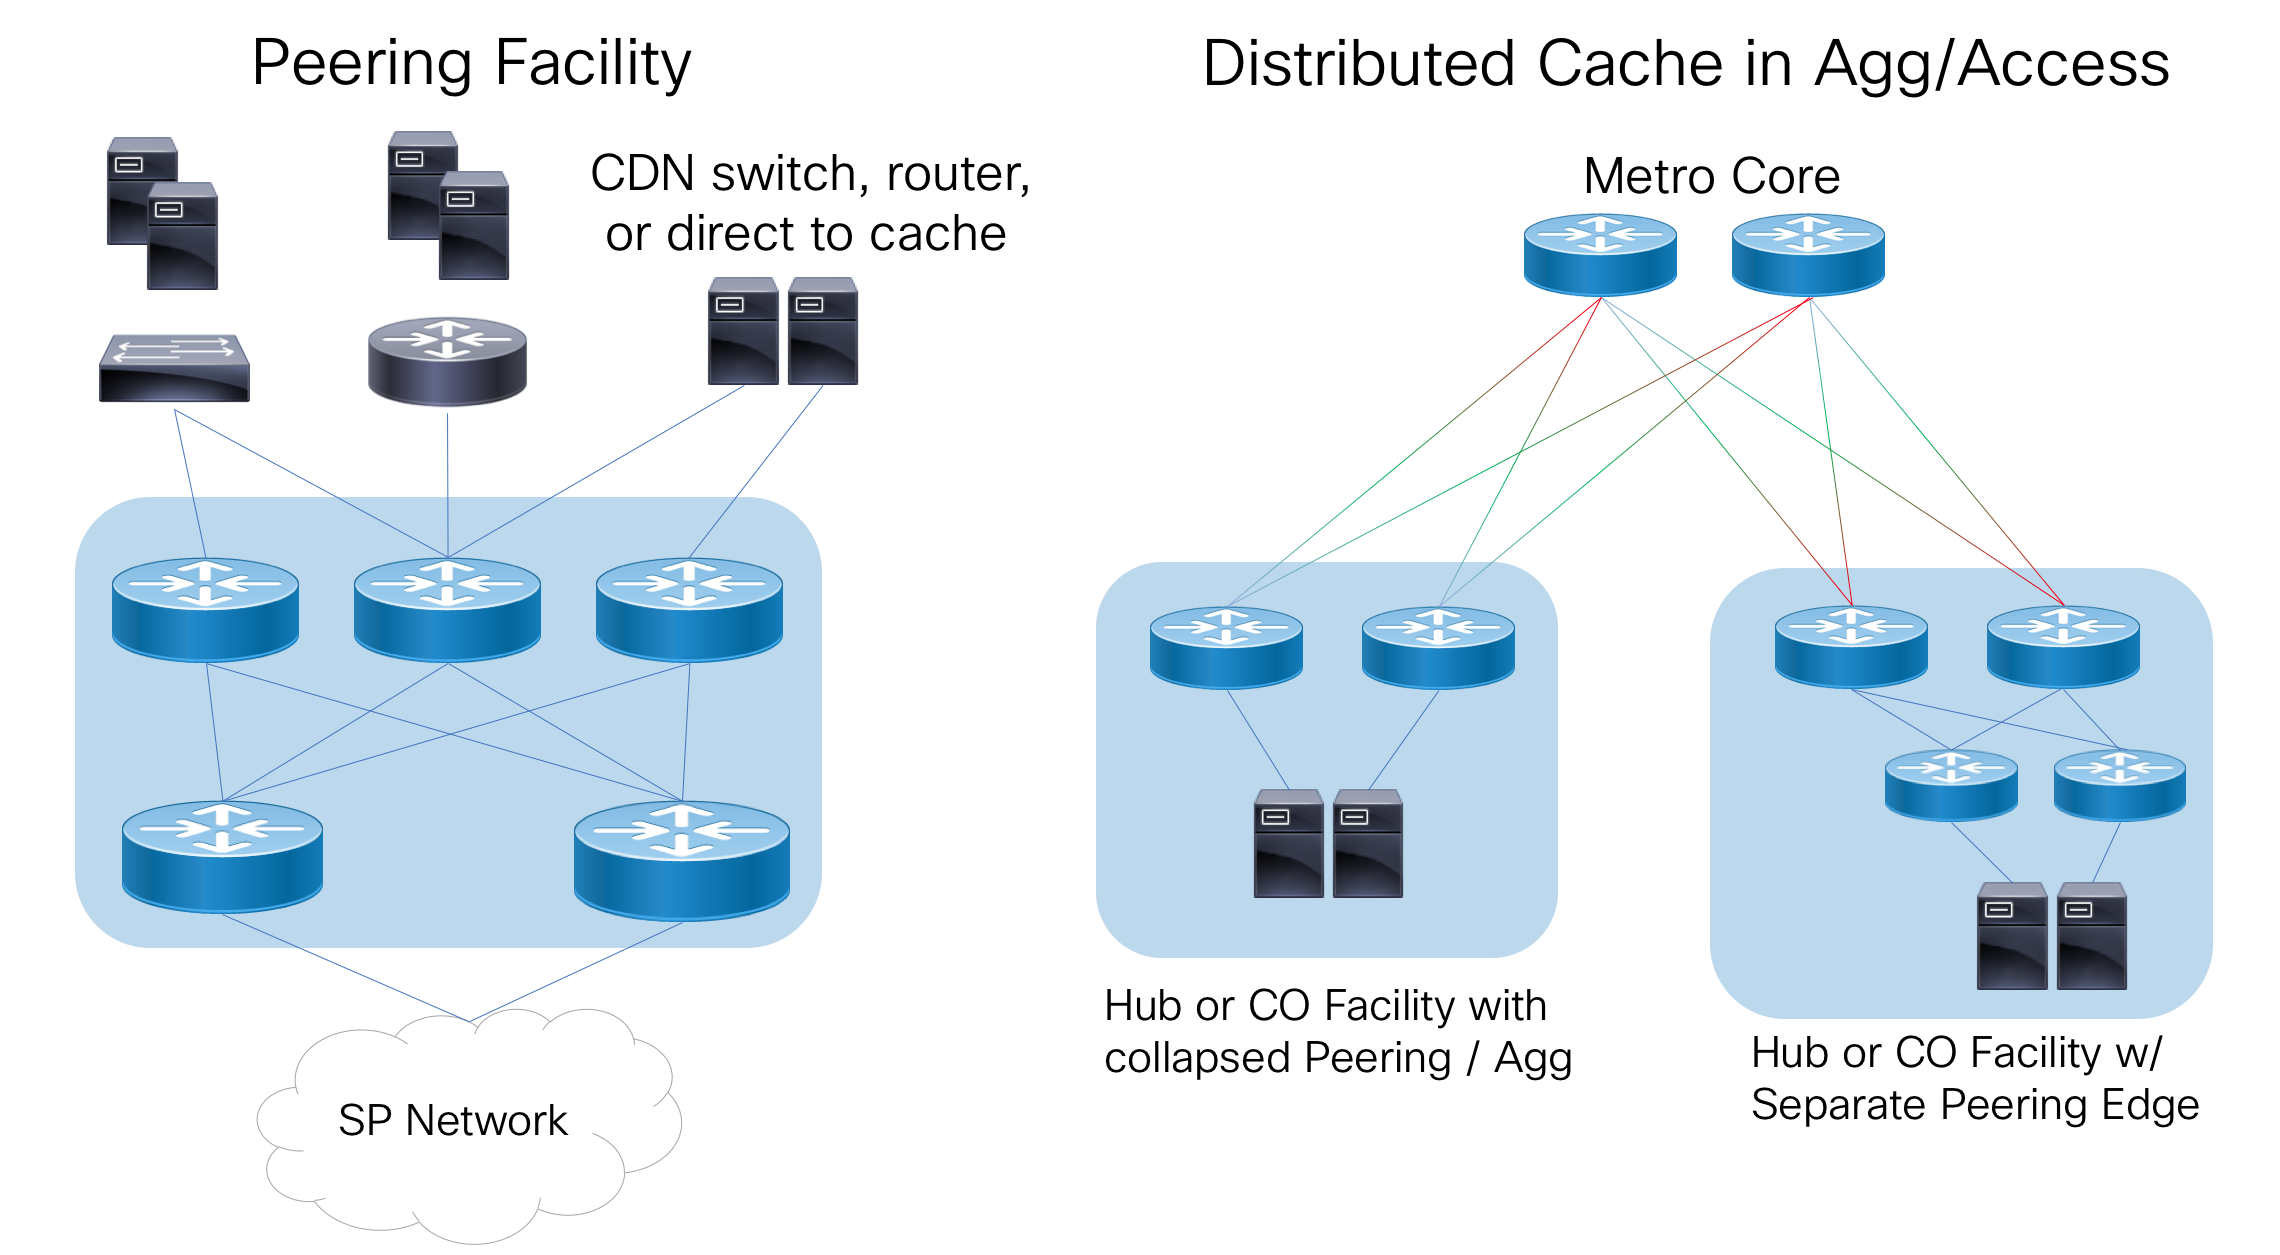 Peering Facility
CDN switch, router,
or direct to cache
SP Network
Distributed Cache in Agg/Access
Metro Core
Hub or CO Facility with
collapsed Peering / Agg
Hub or CO Facility w/
Separate Peering Edge